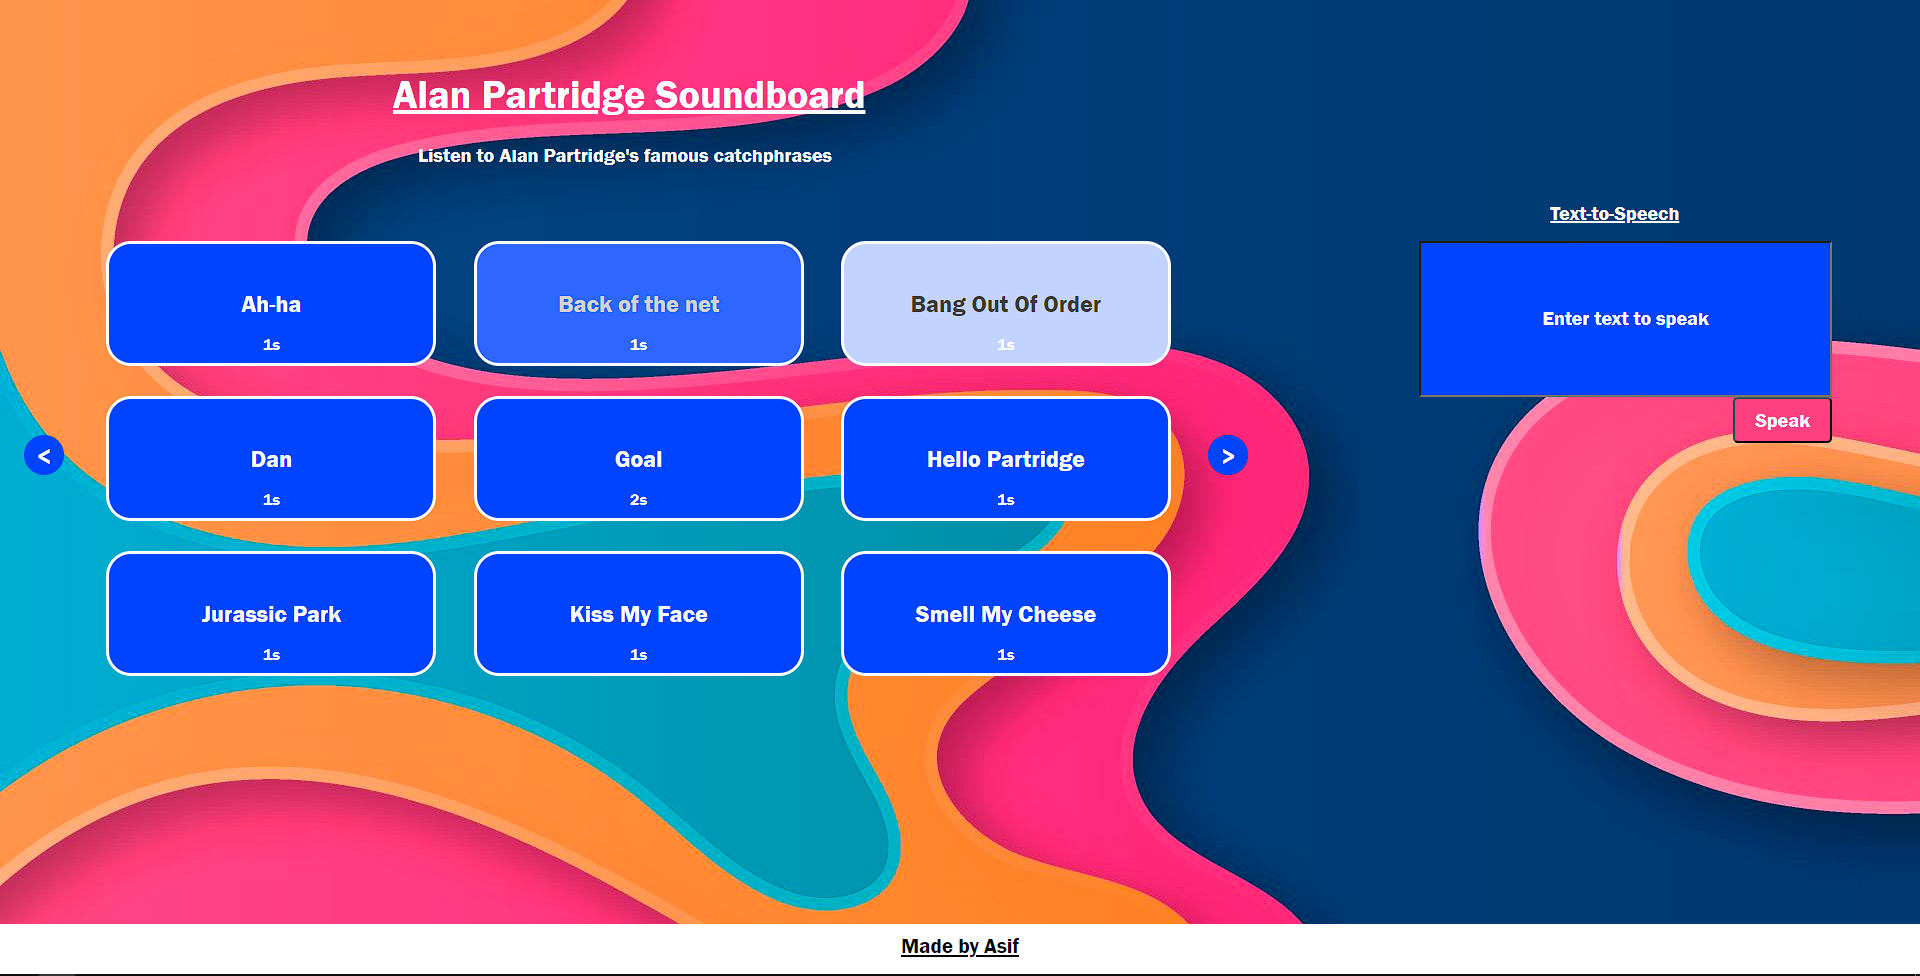 Alan Partridge Soundboard
Listen to Alan Partridge's famous catchphrases
Ah-ha
1s
Back of the net
1s
Bang Out Of Order
1s
Dan
1s
Goal
2s
Hello Partridge
1s
Jurassic Park
1s
Kiss My Face
1s
Smell My Cheese
1s
<
>
Text-to-Speech
Enter text to speak
Speak
Made by Asif